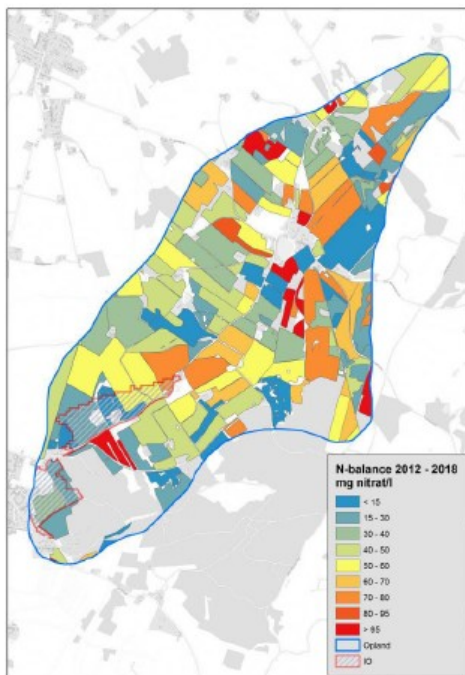 N-balance 2012 - 2018
mg nitrat/l
< 15
15 - 30
30 - 40
40 - 50
50 - 60
60 - 70
70 - 80
80 - 95
> 95
Opland
IO